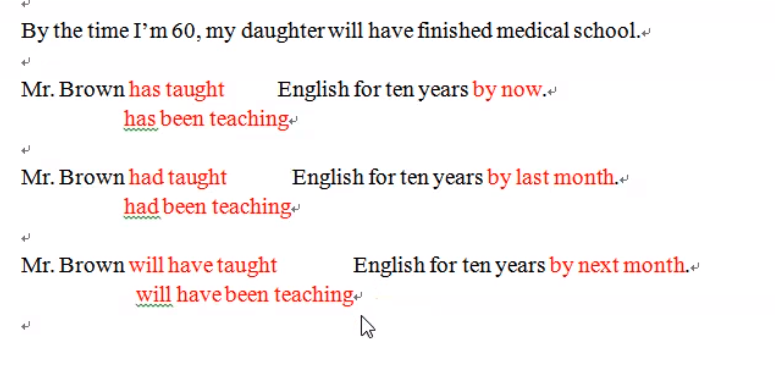 By the time I'm 60, my daughter will have finished medical school.
Mr. Brown has taught English for ten years by now.
has been teaching
Mr. Brown had taught English for ten years by last month.
had been teaching
Mr. Brown will have taught English for ten years by next month.
will have been teaching